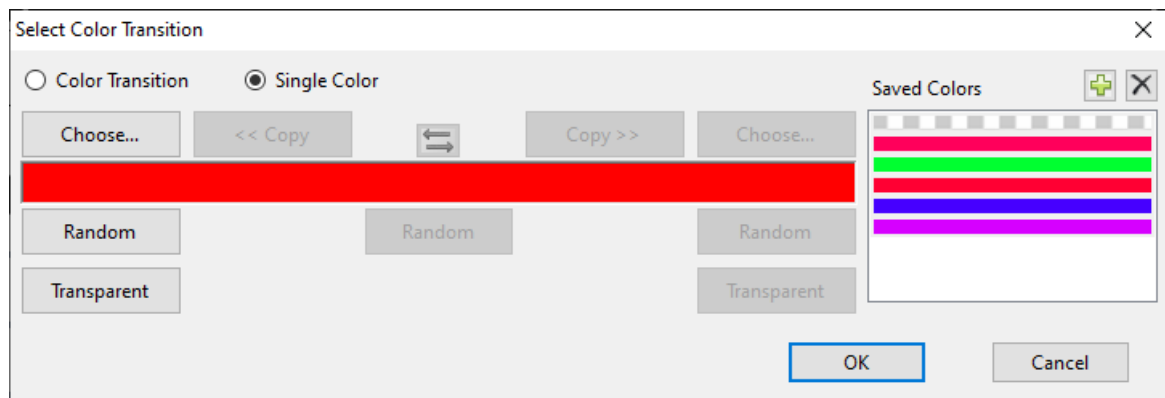 Select Color Transition
Color Transition Single Color
Saved Colors
Choose... << Copy Copy >> Choose...
Random Random Random
Transparent Transparent
OK Cancel